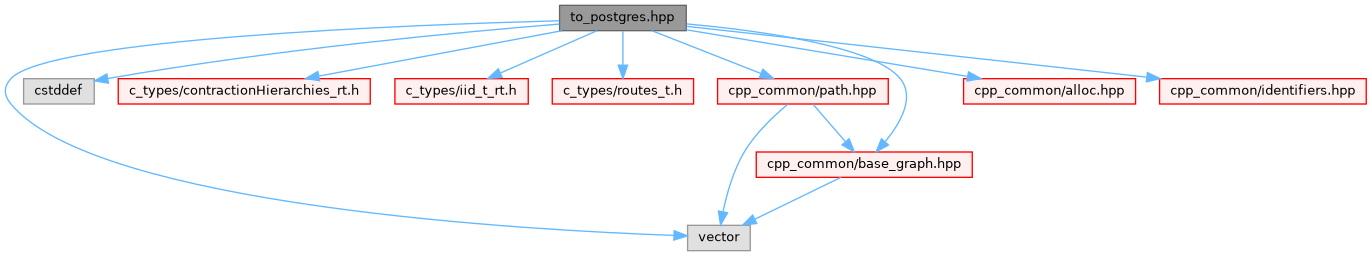 to_postgres.hpp
cstddef
c_types/contractionHierarchies_rt.h
c_types/iid_t_rt.h
c_types/routes_t.h
cpp_common/path.hpp
cpp_common/alloc.hpp
cpp_common/identifiers.hpp
cpp_common/base_graph.hpp
vector